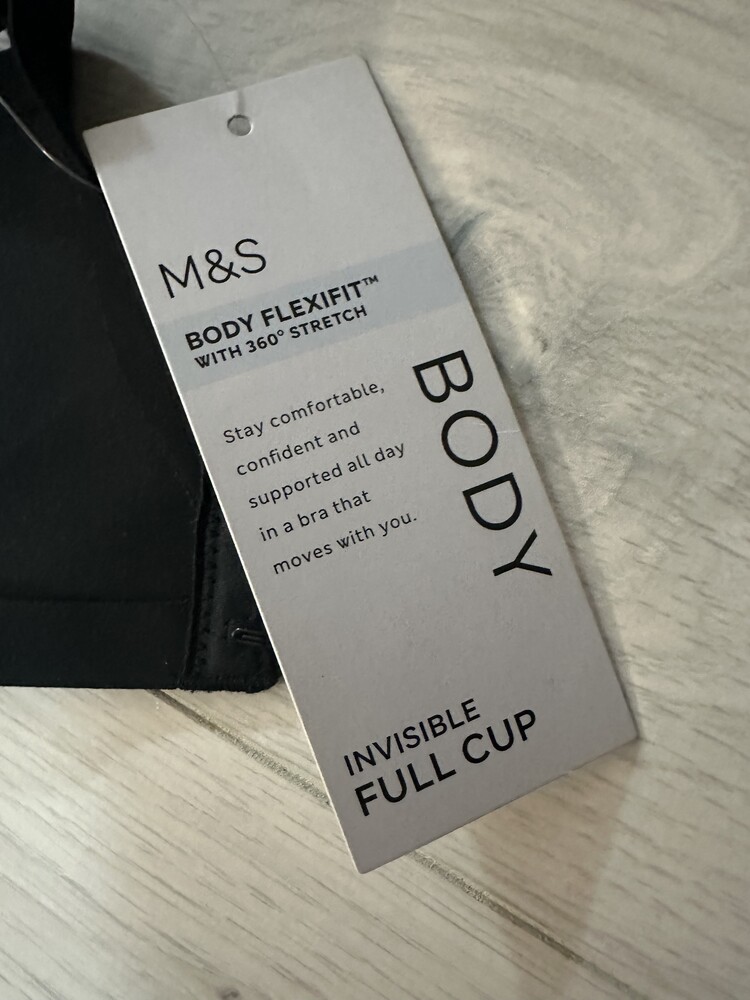 M&S
BODY FLEXIFIT™
WITH 360° STRETCH
Stay comfortable,
confident and
supported all day
in a bra that
moves with you.
BODY
INVISIBLE
FULL CUP